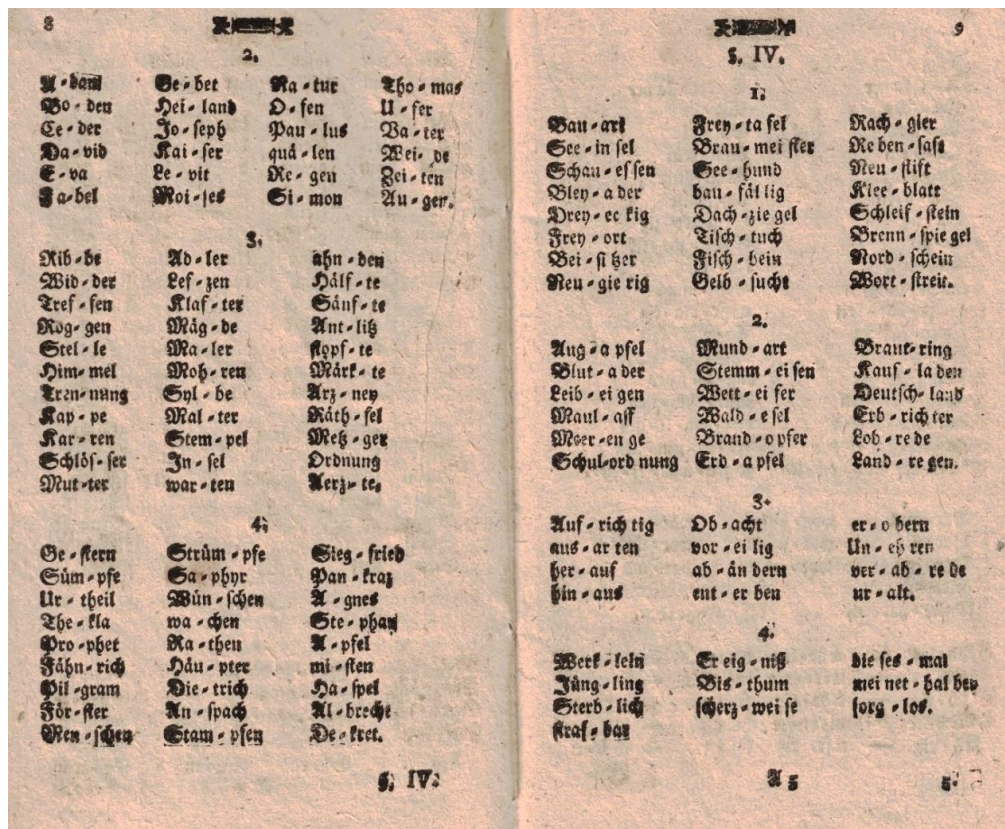 8
2.
A-dam Ge-bet Na-tur Tho-mas
Bo-den Hei-land O-fen U-fer
Ce-der Jo-seph Pau-lus Va-ter
Da-vid Kai-ser quä-len Wei-de
E-va Le-vit Re-gen Zei-ten
Fa-bel Moi-ses Si-mon Au-gen.
3.
Rib-be Ad-ler ahn-den
Wid-der Lef-zen Hälf-te
Tref-fen Klaf-ter Säuf-te
Rog-gen Mäg-de Ant-litz
Stel-le Ma-ler klopf-te
Him-mel Moh-ren Märk-te
Tren-nung Syl-be Arz-ney
Kap-pe Mal-ter Räth-sel
Kar-ren Stem-pel Metz-ger
Schlös-ser In-sel Ordnung
Mut-ter war-ten Aerz-te.
4.
Ge-stern Strüm-pfe Sieg-fried
Süm-pfe Sa-phyr Pan-kraz
Ur-theil Wün-schen A-gnes
The-kla wa-chen Ste-phan
Pro-phet Ra-then A-pfel
Fähn-rich Häu-pter mi-sten
Pil-gram Die-trich Ha-spel
För-ster An-spach Al-brecht
Men-schen Stam-pfen De-kret.
§. IV.
9
§. IV.
1.
Bau-art Frey-ta fel Rach-gier
See-in sel Brau-mei ster Re ben-saft
Schau-es sen See-hund Neu-stift
Bley-a der bau-fäl lig Klee-blatt
Drey-ec kig Dach-zie gel Schleif-stein
Frey-ort Tisch-tuch Brenn-spie gel
Bei-si tzer Fisch-bein Nord-schein
Neu-gie rig Gelb-sucht Wort-streit.
2.
Aug-a pfel Mund-art Braut-ring
Blut-a der Stemm-ei sen Kauf-la den
Leib-ei gen Wett-ei fer Deutsch-land
Maul-aff Wald-e sel Erb-rich ter
Meer-en ge Brand-o pfer Lob-re de
Schul-ord nung Erd-a pfel Land-re gen.
3.
Auf-rich tig Ob-acht er-o bern
aus-ar ten vor-ei lig Un-eh ren
her-auf ab-än dern ver-ab-re de
hin-aus ent-er ben ur-alt.
4.
Werk-lein Er eig-niß die ses-mal
Jüng-ling Bis-thum mei net-hal ben
Sterb-lich scherz-wei se sorg-los.
straf-bar
A 5